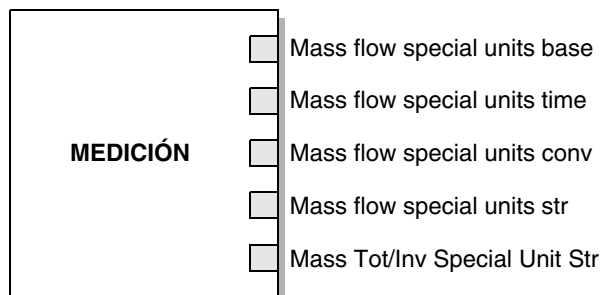 MEDICIÓN
Mass flow special units base
Mass flow special units time
Mass flow special units conv
Mass flow special units str
Mass Tot/Inv Special Unit Str